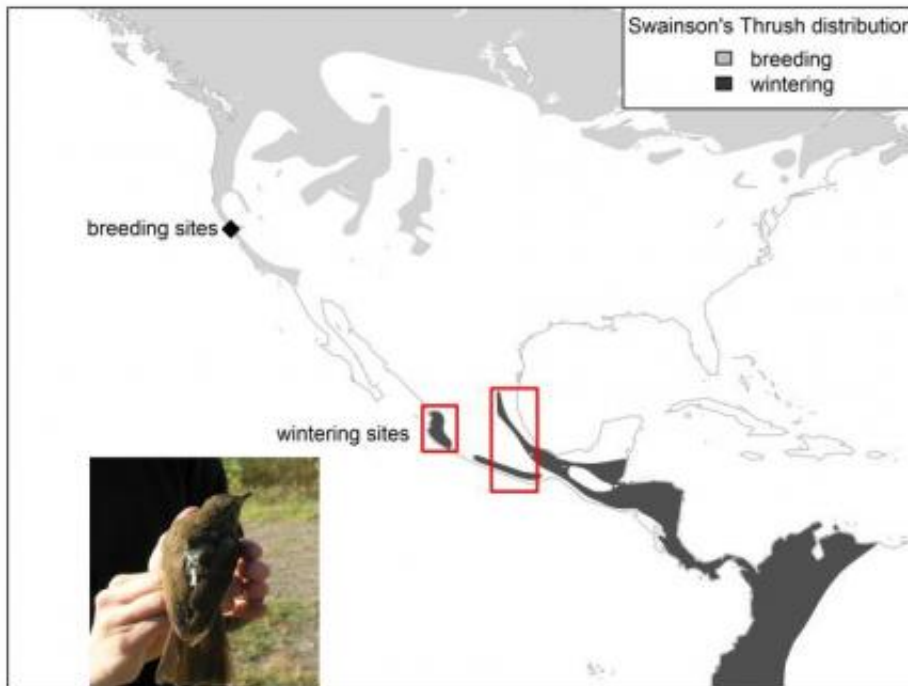 Swainson's Thrush distribution
breeding
wintering
breeding sites
wintering sites